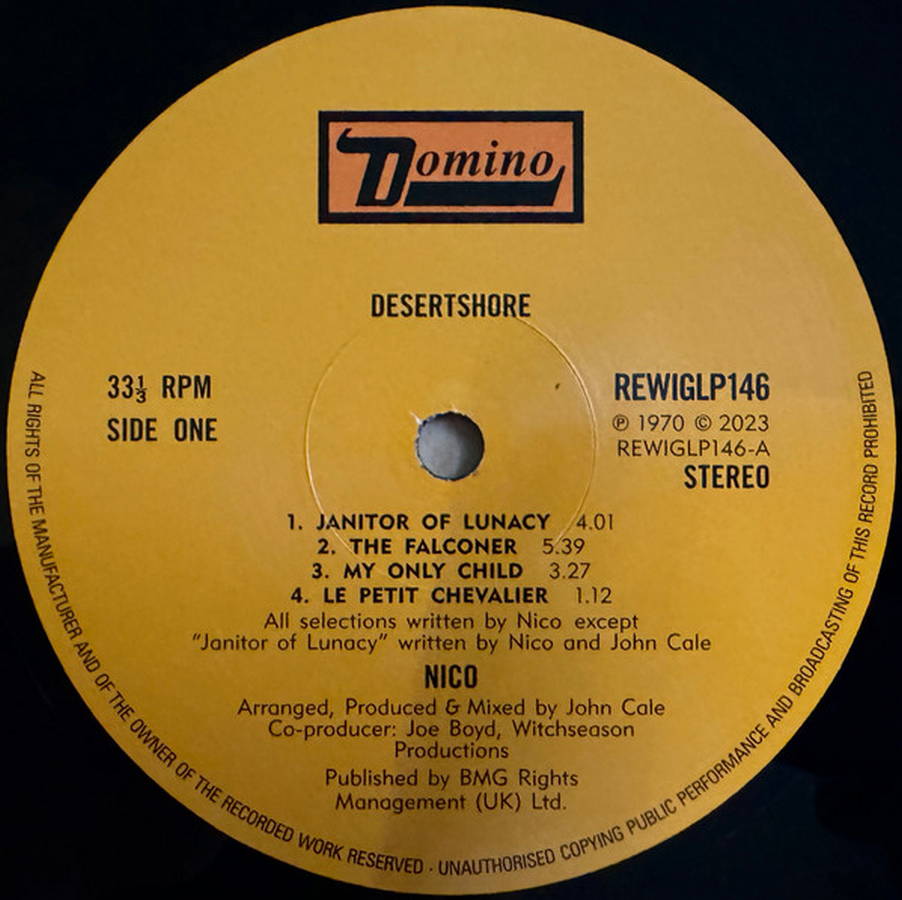 Domino
DESERTSHORE
33⅓ RPM
SIDE ONE
REWIGLP146
℗ 1970 © 2023
REWIGLP146-A
STEREO
1. JANITOR OF LUNACY 4.01
2. THE FALCONER 5.39
3. MY ONLY CHILD 3.27
4. LE PETIT CHEVALIER 1.12
All selections written by Nico except
“Janitor of Lunacy” written by Nico and John Cale
NICO
Arranged, Produced & Mixed by John Cale
Co-producer: Joe Boyd, Witchseason
Productions
Published by BMG Rights
Management (UK) Ltd.
ALL RIGHTS OF THE MANUFACTURER AND OF THE OWNER OF THE RECORDED WORK RESERVED · UNAUTHORISED COPYING PUBLIC PERFORMANCE AND BROADCASTING OF THIS RECORD PROHIBITED